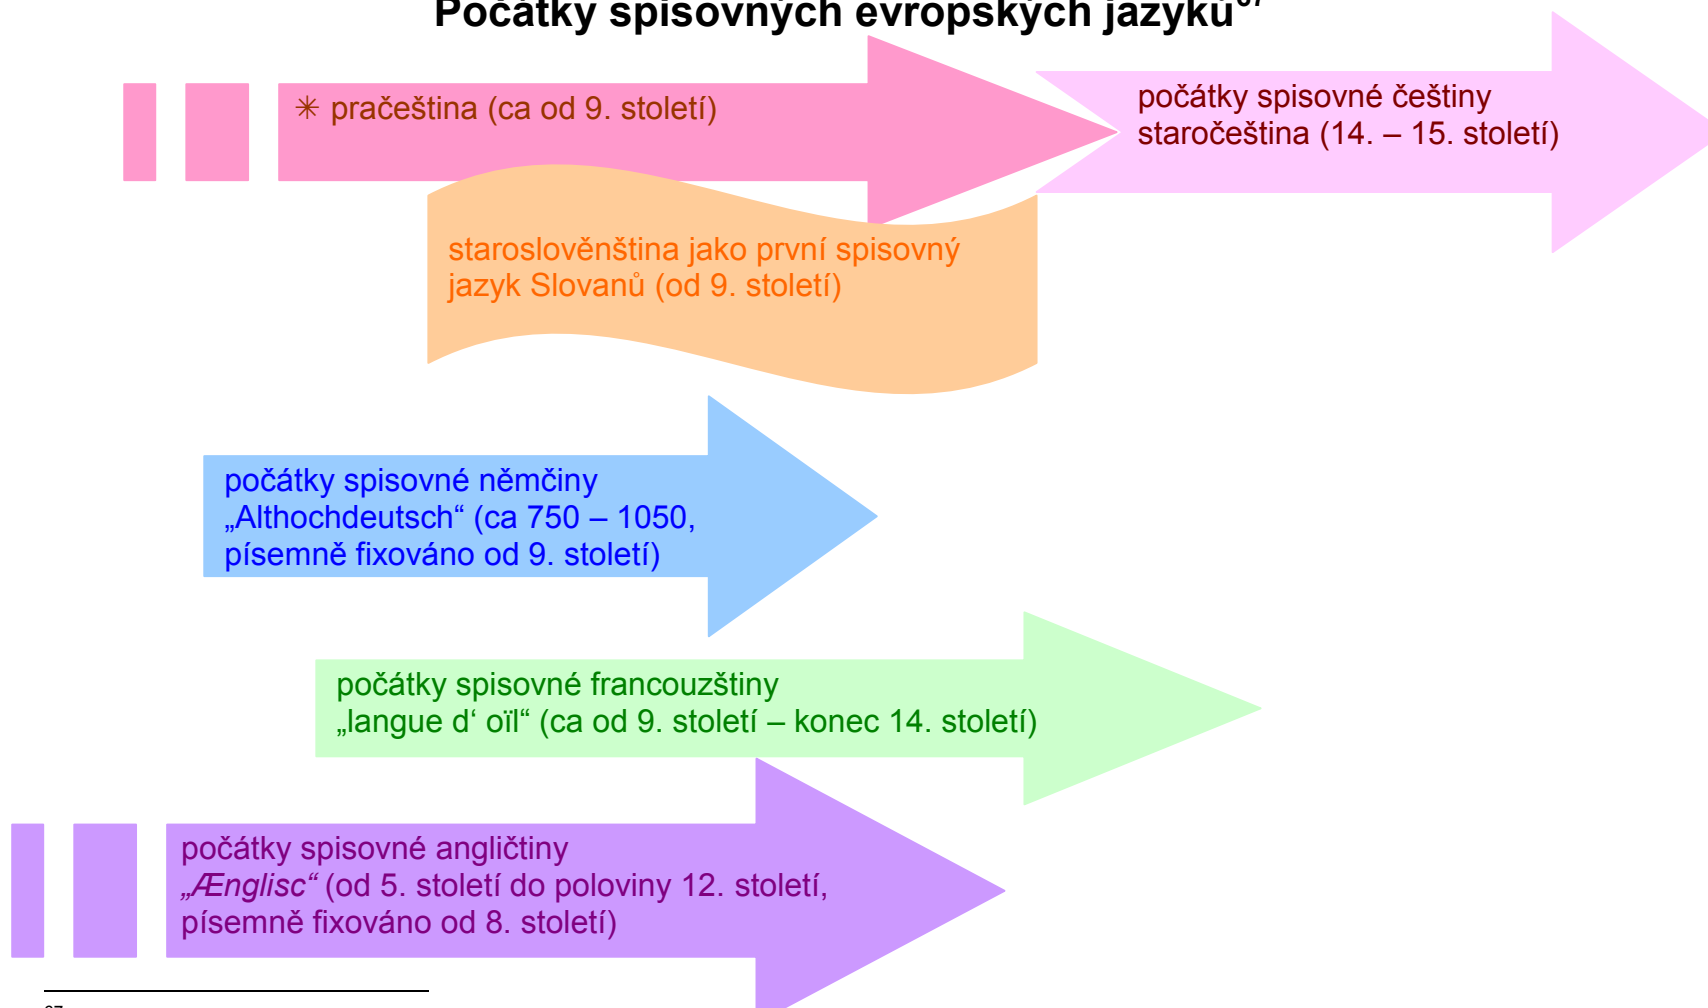 Počátky spisovných evropských jazyků⁶⁷
✳ pračeština (ca od 9. století)
počátky spisovné češtiny
staročeština (14. – 15. století)
staroslověnština jako první spisovný
jazyk Slovanů (od 9. století)
počátky spisovné němčiny
„Althochdeutsch“ (ca 750 – 1050,
písemně fixováno od 9. století)
počátky spisovné francouzštiny
„langue d‘ oïl“ (ca od 9. století – konec 14. století)
počátky spisovné angličtiny
„Ænglisc“ (od 5. století do poloviny 12. století,
písemně fixováno od 8. století)